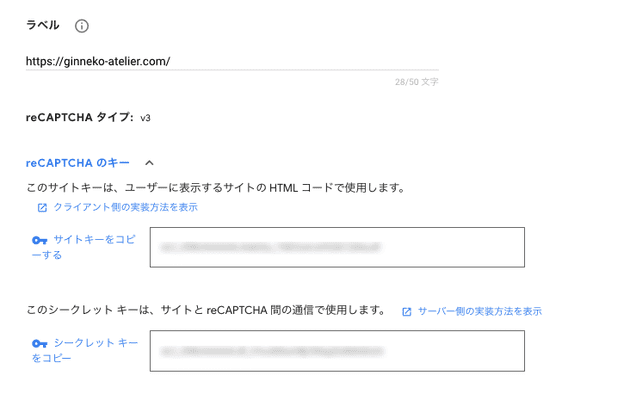 ラベル
https://ginneko-atelier.com/
28/50 文字
reCAPTCHA タイプ: v3
reCAPTCHA のキー
このサイトキーは、ユーザーに表示するサイトの HTML コードで使用します。
クライアント側の実装方法を表示
サイトキーをコピ
ーする
このシークレット キーは、サイトと reCAPTCHA 間の通信で使用します。 サーバー側の実装方法を表示
シークレット キー
をコピー